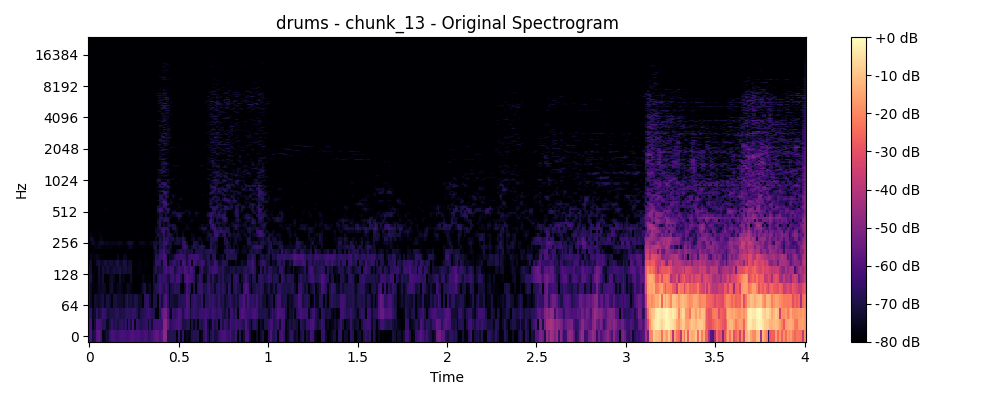 drums - chunk_13 - Original Spectrogram
Hz
16384
8192
4096
2048
1024
512
256
128
64
0
0 0.5 1 1.5 2 2.5 3 3.5 4
Time
+0 dB
-10 dB
-20 dB
-30 dB
-40 dB
-50 dB
-60 dB
-70 dB
-80 dB